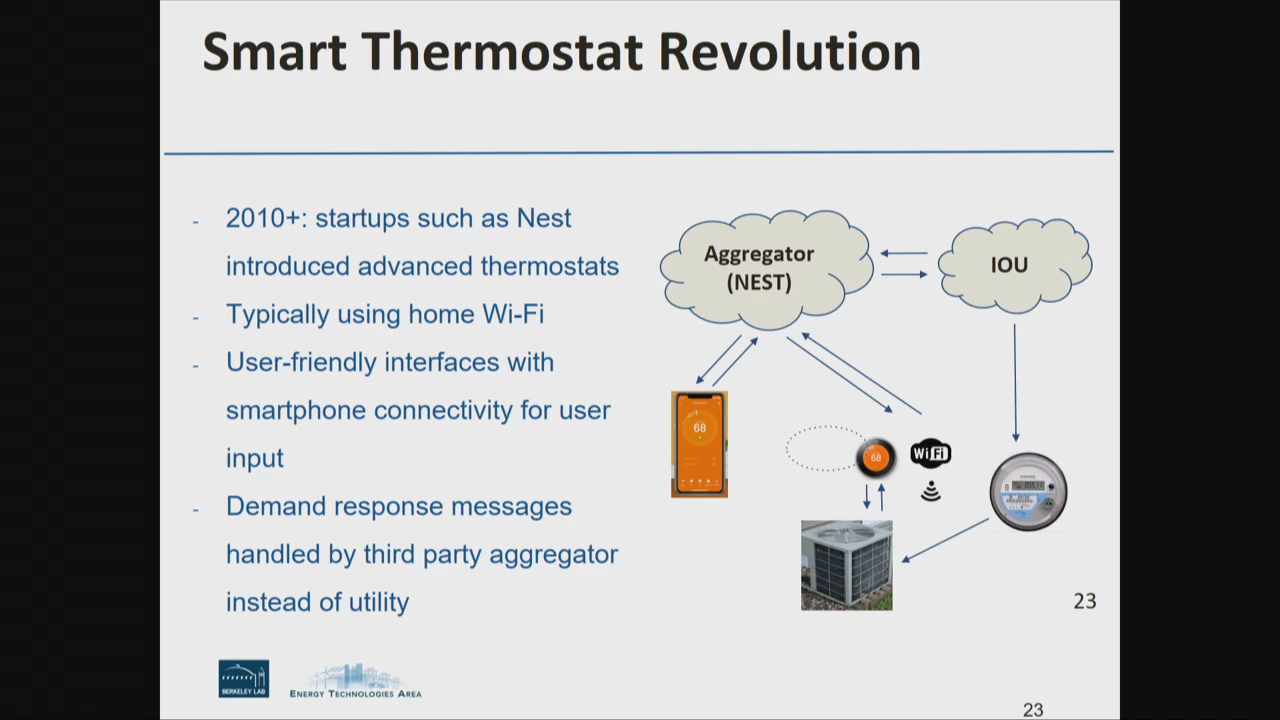 Smart Thermostat Revolution
- 2010+: startups such as Nest
introduced advanced thermostats
- Typically using home Wi-Fi
- User-friendly interfaces with
smartphone connectivity for user
input
- Demand response messages
handled by third party aggregator
instead of utility
Aggregator
(NEST)
IOU
68
68
Wi Fi
23
BERKELEY LAB
ENERGY TECHNOLOGIES AREA
23